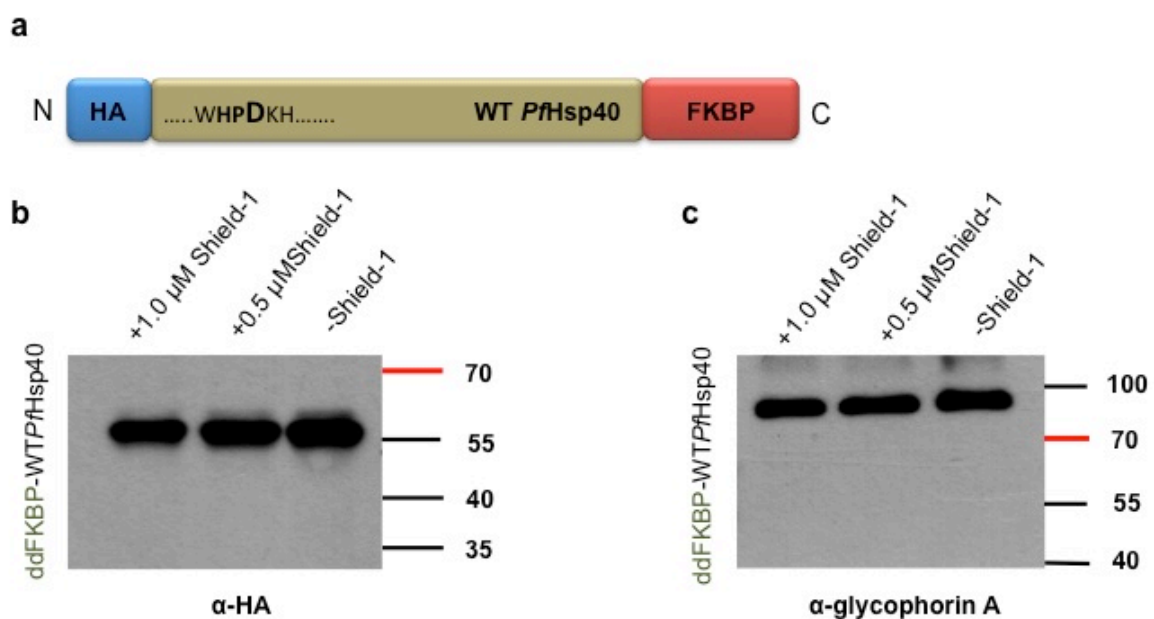 a
N HA .....WHPDKH....... WT PfHsp40 FKBP C
b
+1.0 µM Shield-1
+0.5 µMShield-1
-Shield-1
ddFKBP-WTPfHsp40
70
55
40
35
α-HA
c
+1.0 µM Shield-1
+0.5 µMShield-1
-Shield-1
ddFKBP-WTPfHsp40
100
70
55
40
α-glycophorin A